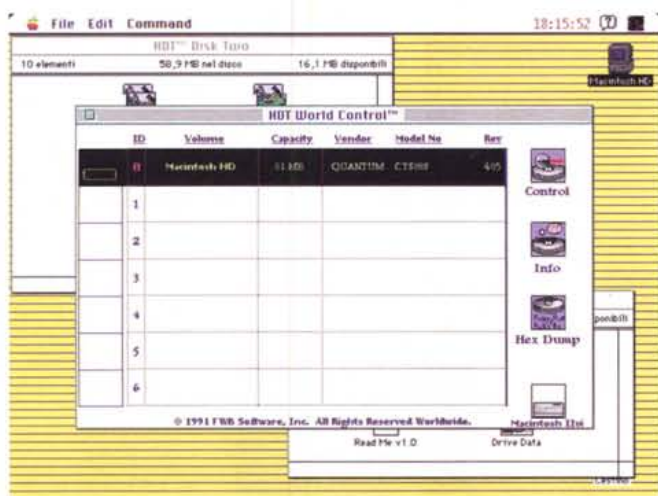 File Edit Command 18:15:52
HDT™ Disk Two
10 elementi 58,9 MB nel disco 16,1 MB disponibili
Macintosh HD
HDT World Control™
ID Volume Capacity Vendor Model No Rev
0 Macintosh HD 81 MB QUANTUM
1
2
3
4
5
6
Control
Info
Hex Dump
Macintosh IIsi
© 1991 FWB Software, Inc. All Rights Reserved Worldwide.
Read Me v1.0 Drive Data
Cestino